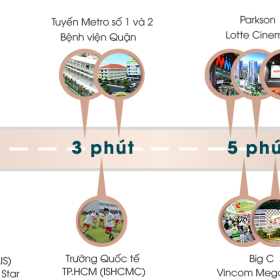 Tuyến Metro số 1 và 2
Bệnh viện Quận
Parkson
Lotte Cinem
3 phút
5 phú
Trường Quốc tế
TP.HCM (ISHCMC)
Big C
Vincom Mega
IS)
Star